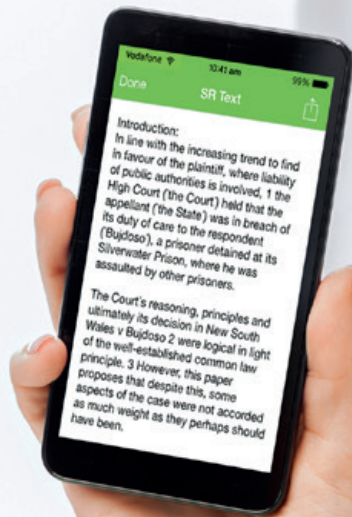 Vodafone 10:41 am 99%
Done SR Text
Introduction:
In line with the increasing trend to find
in favour of the plaintiff, where liability
of public authorities is involved, 1 the
High Court ('the Court') held that the
appellant ('the State') was in breach of
its duty of care to the respondent
('Bujdoso'), a prisoner detained at its
Silverwater Prison, where he was
assaulted by other prisoners.
The Court's reasoning, principles and
ultimately its decision in New South
Wales v Bujdoso 2 were logical in light
of the well-established common law
principle. 3 However, this paper
proposes that despite this, some
aspects of the case were not accorded
as much weight as they perhaps should
have been.